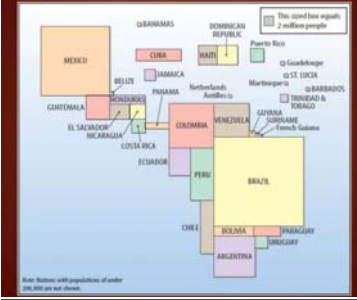 BAHAMAS
DOMINICAN
REPUBLIC
This sized box equals
2 million people
MEXICO
CUBA
HAITI
Puerto Rico
BELIZE
JAMAICA
Guadeloupe
ST. LUCIA
Martinique
BARBADOS
TRINIDAD &
TOBAGO
GUATEMALA
HONDURAS
PANAMA
Netherlands
Antilles
EL SALVADOR
NICARAGUA
COSTA RICA
COLOMBIA
VENEZUELA
GUYANA
SURINAME
French Guiana
ECUADOR
PERU
BRAZIL
CHILE
BOLIVIA
PARAGUAY
URUGUAY
ARGENTINA
Note: Nations with populations of under
200,000 are not shown.